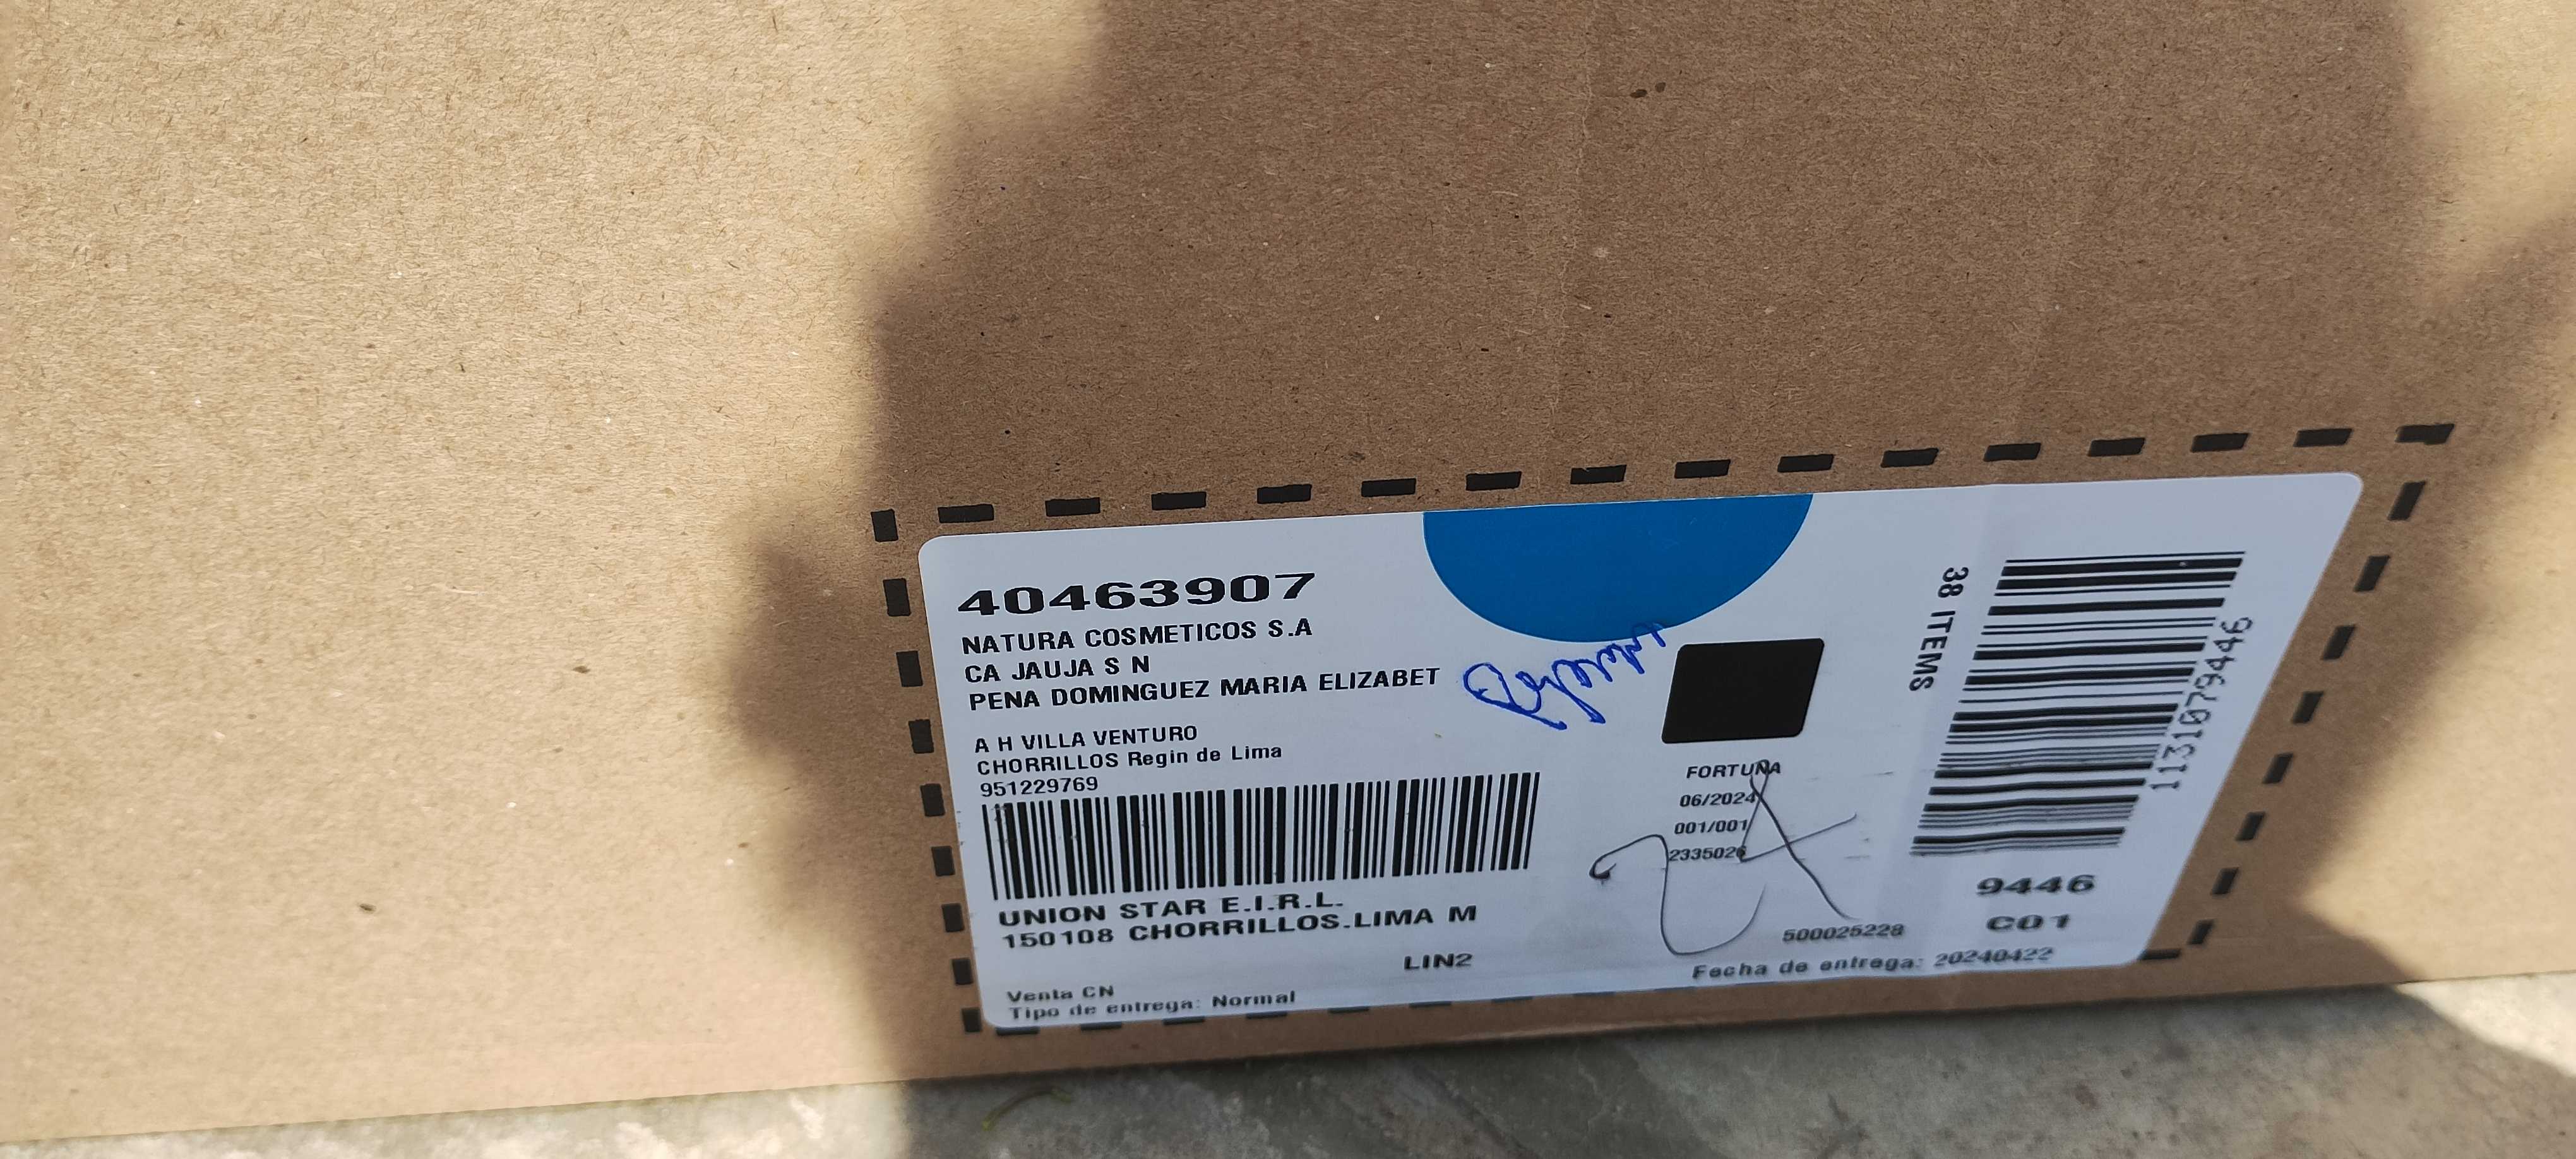 40463907
NATURA COSMETICOS S.A
CA JAUJA S N
PENA DOMINGUEZ MARIA ELIZABET
A H VILLA VENTURO
CHORRILLOS Regin de Lima
951229769
UNION STAR E.I.R.L.
150108 CHORRILLOS.LIMA M
LIN2
Venta CN
Tipo de entrega: Normal
FORTUNA
06/2024
001/001
500025228
Fecha de entrega: 20240422
38 ITEMS
1131079446
9446
C01